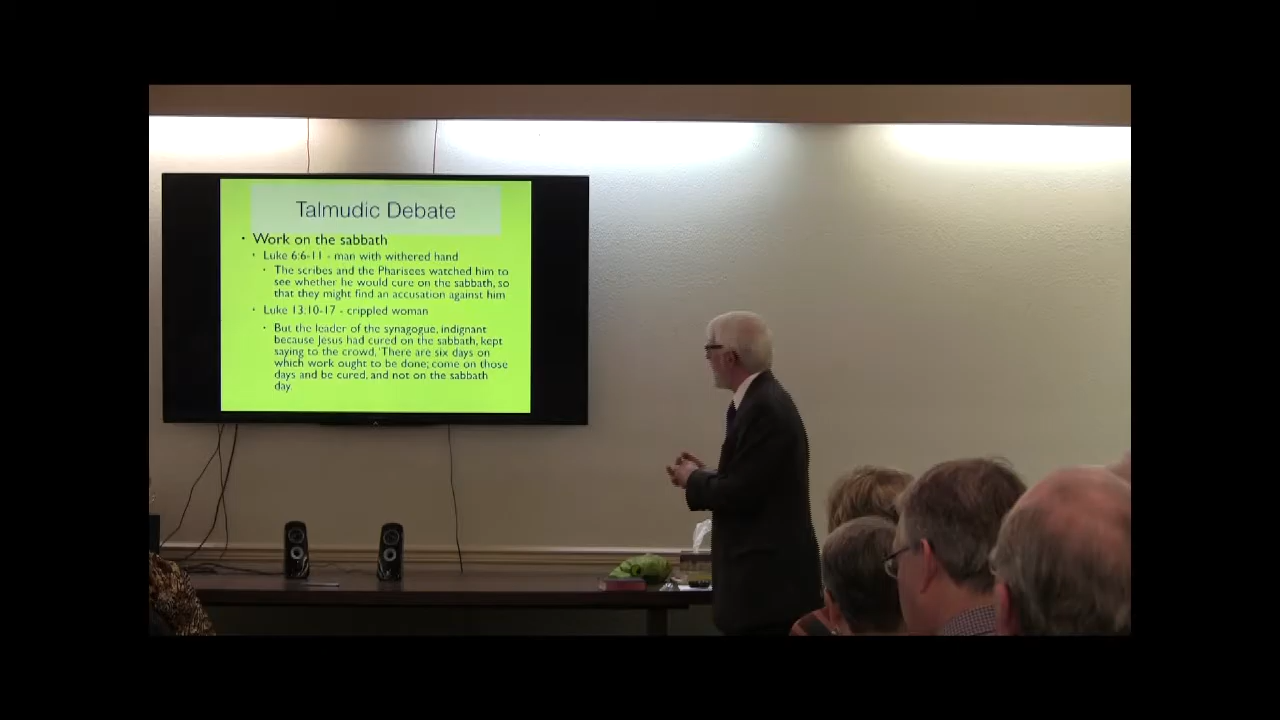 Talmudic Debate
• Work on the sabbath
• Luke 6:6-11 - man with withered hand
• The scribes and the Pharisees watched him to
see whether he would cure on the sabbath, so
that they might find an accusation against him
• Luke 13:10-17 - crippled woman
• But the leader of the synagogue, indignant
because Jesus had cured on the sabbath, kept
saying to the crowd, 'There are six days on
which work ought to be done; come on those
days and be cured, and not on the sabbath
day.